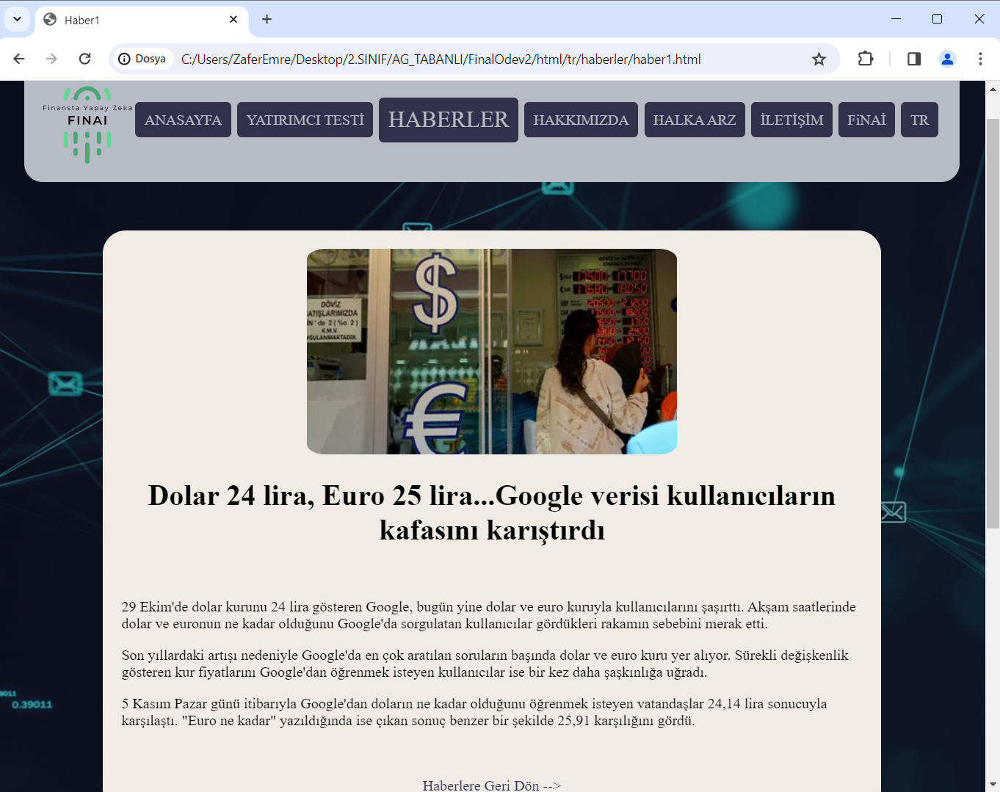 Haber1
Dosya
C:/Users/ZaferEmre/Desktop/2.SINIF/AG_TABANLI/FinalOdev2/html/tr/haberler/haber1.html
Finansta Yapay Zeka
FINAI
ANASAYFA
YATIRIMCI TESTİ
HABERLER
HAKKIMIZDA
HALKA ARZ
İLETİŞİM
FiNAİ
TR
DÖVİZ
ATIŞLARIMIZDA
İN ' de 2 ( %o 2 )
K.M.V.
YGULANMAKTADIR.
$
€
Dolar 24 lira, Euro 25 lira...Google verisi kullanıcıların
kafasını karıştırdı
29 Ekim'de dolar kurunu 24 lira gösteren Google, bugün yine dolar ve euro kuruyla kullanıcılarını şaşırttı. Akşam saatlerinde
dolar ve euronun ne kadar olduğunu Google'da sorgulatan kullanıcılar gördükleri rakamın sebebini merak etti.
Son yıllardaki artışı nedeniyle Google'da en çok aratılan soruların başında dolar ve euro kuru yer alıyor. Sürekli değişkenlik
gösteren kur fiyatlarını Google'dan öğrenmek isteyen kullanıcılar ise bir kez daha şaşkınlığa uğradı.
5 Kasım Pazar günü itibarıyla Google'dan doların ne kadar olduğunu öğrenmek isteyen vatandaşlar 24,14 lira sonucuyla
karşılaştı. "Euro ne kadar" yazıldığında ise çıkan sonuç benzer bir şekilde 25,91 karşılığını gördü.
9011
0.39011
Haberlere Geri Dön -->